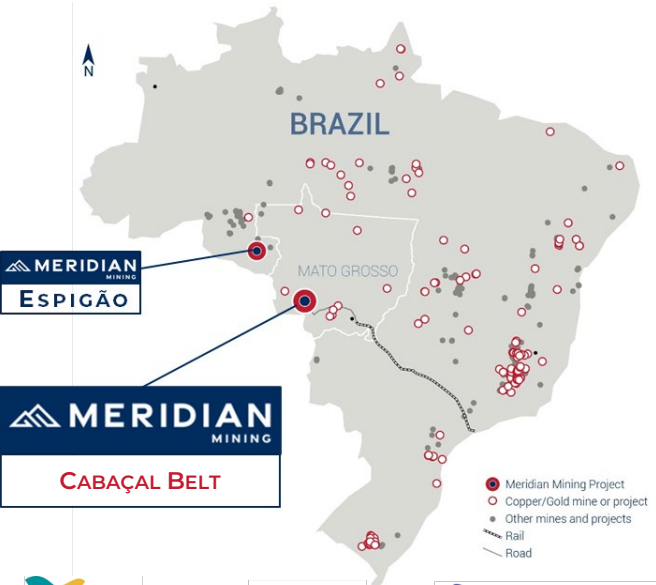 N
BRAZIL
MERIDIAN
MINING
ESPIGÃO
MATO GROSSO
MERIDIAN
MINING
CABAÇAL BELT
Meridian Mining Project
Copper/Gold mine or project
Other mines and projects
Rail
Road